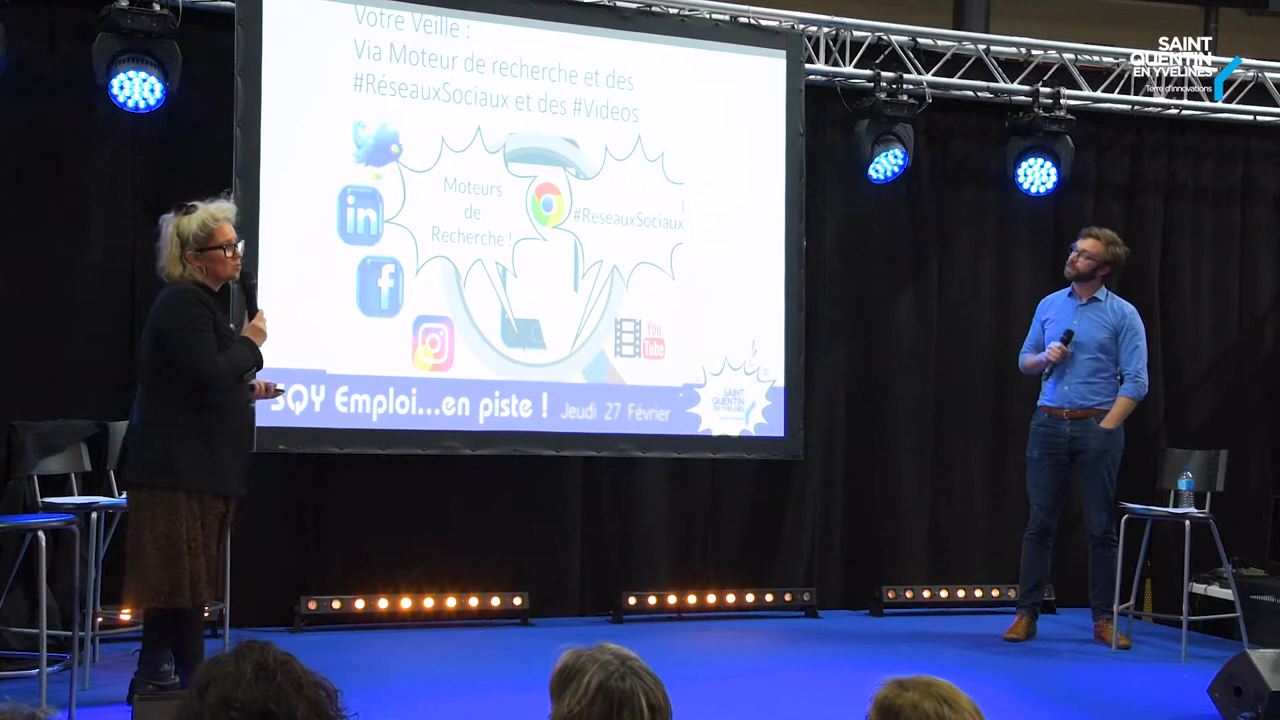 Votre Veille :
Via Moteur de recherche et des
#RéseauxSociaux et des #Videos
Moteurs
de
Recherche !
#ReseauxSociaux
in
f
You
Tube
SQY Emploi...en piste ! Jeudi 27 Février
SAINT
QUENTIN
EN YVELINES
SAINT
QUENTIN
EN YVELINES
Terre d'innovations